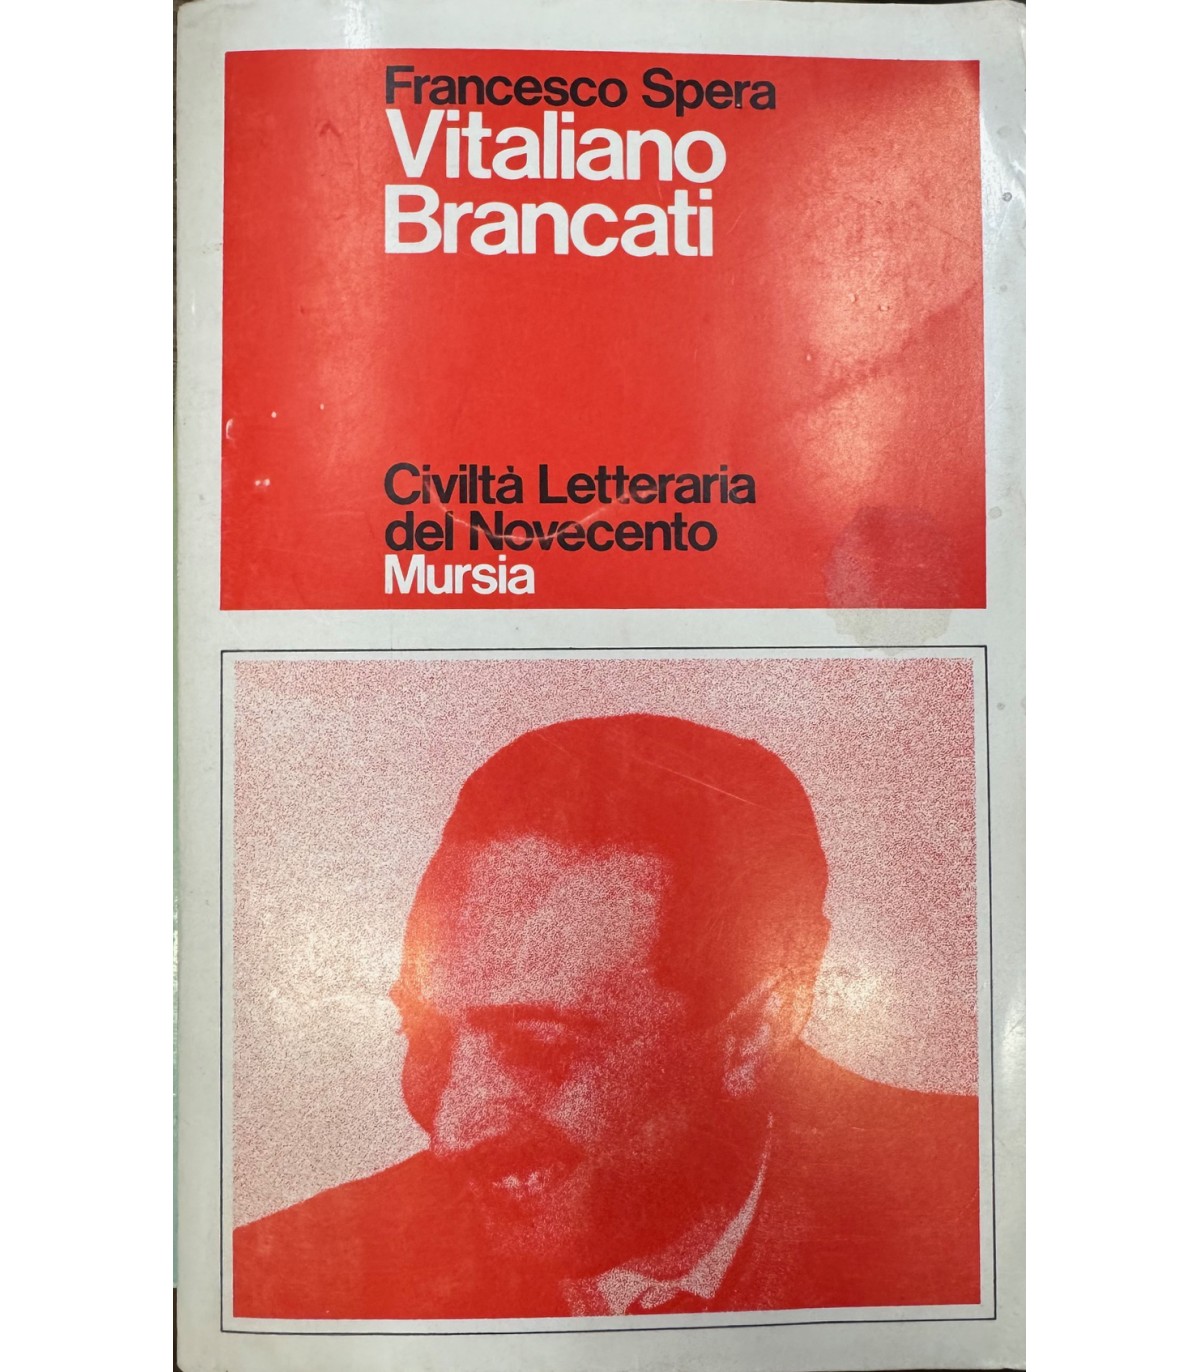 Francesco Spera
Vitaliano
Brancati
Civiltà Letteraria
del Novecento
Mursia